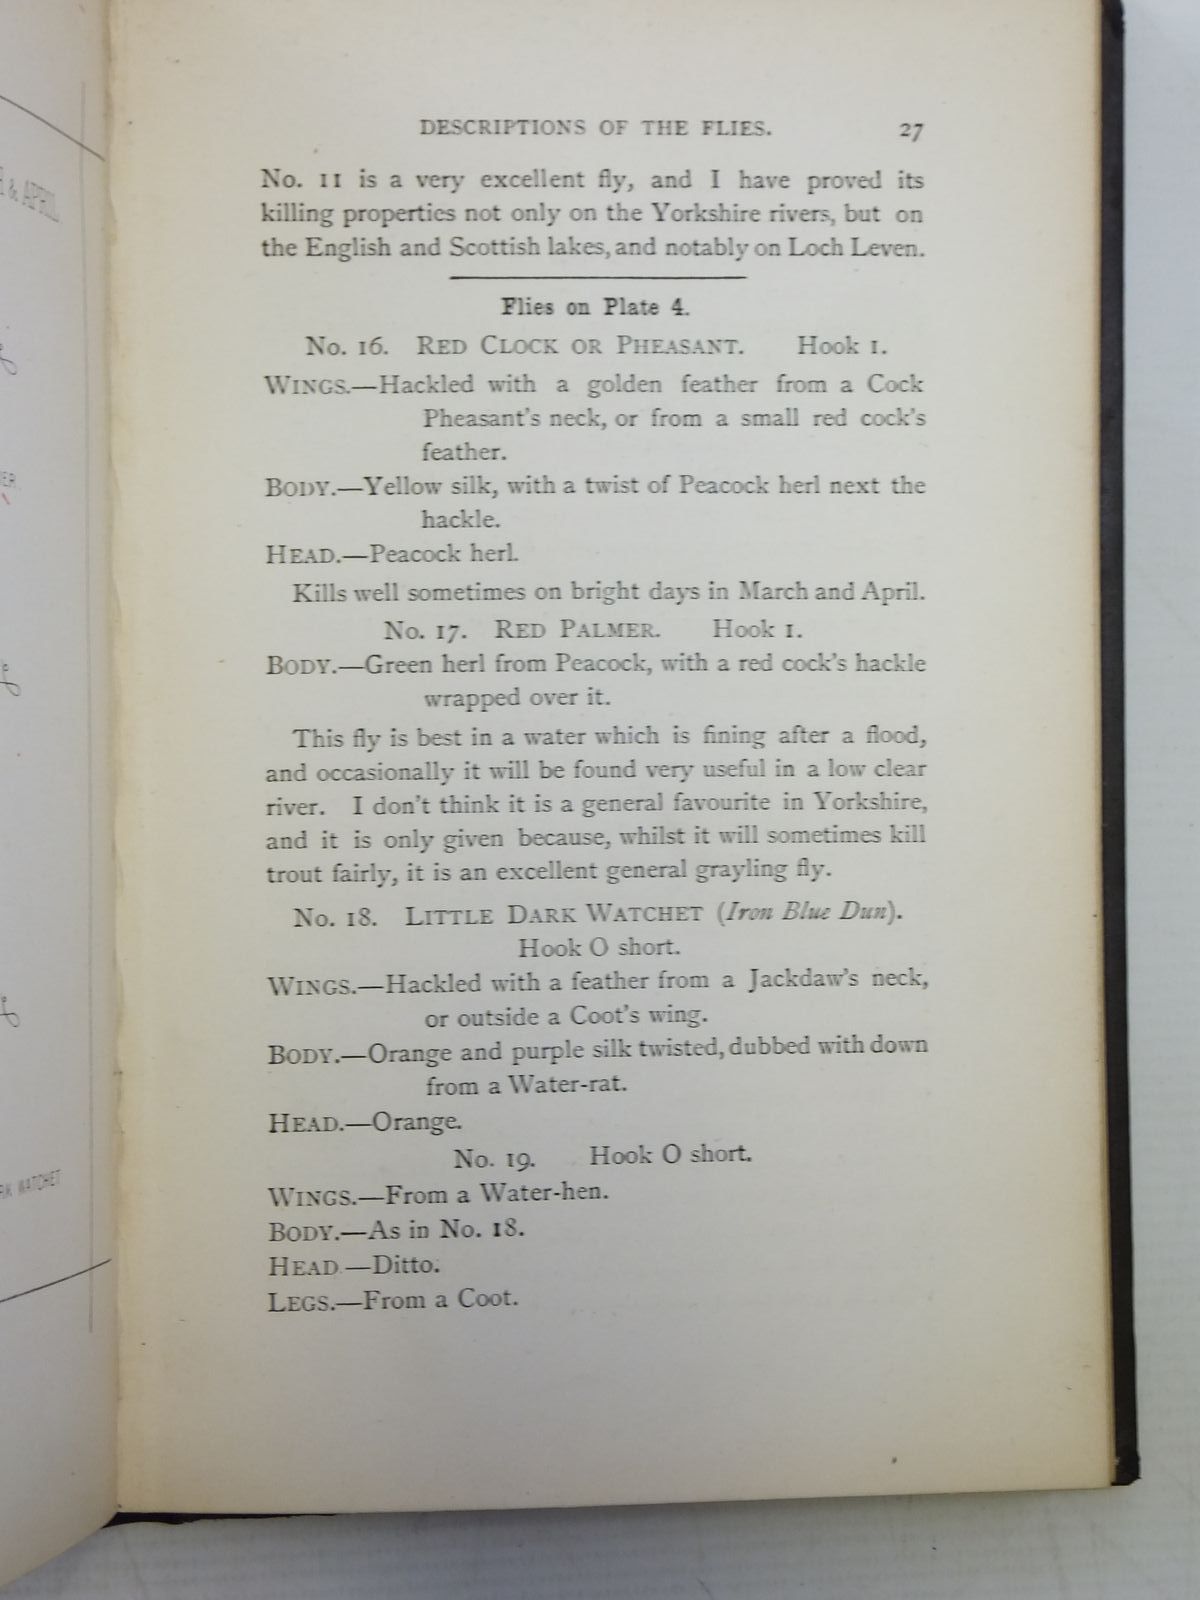 & APRIL
ER.
RK WATCHET
DESCRIPTIONS OF THE FLIES. 27
No. 11 is a very excellent fly, and I have proved its
killing properties not only on the Yorkshire rivers, but on
the English and Scottish lakes, and notably on Loch Leven.
Flies on Plate 4.
No. 16. RED CLOCK OR PHEASANT. Hook 1.
WINGS.—Hackled with a golden feather from a Cock
Pheasant's neck, or from a small red cock's
feather.
BODY.—Yellow silk, with a twist of Peacock herl next the
hackle.
HEAD.—Peacock herl.
Kills well sometimes on bright days in March and April.
No. 17. RED PALMER. Hook 1.
BODY.—Green herl from Peacock, with a red cock's hackle
wrapped over it.
This fly is best in a water which is fining after a flood,
and occasionally it will be found very useful in a low clear
river. I don't think it is a general favourite in Yorkshire,
and it is only given because, whilst it will sometimes kill
trout fairly, it is an excellent general grayling fly.
No. 18. LITTLE DARK WATCHET (Iron Blue Dun).
Hook O short.
WINGS.—Hackled with a feather from a Jackdaw's neck,
or outside a Coot's wing.
BODY.—Orange and purple silk twisted, dubbed with down
from a Water-rat.
HEAD.—Orange.
No. 19. Hook O short.
WINGS.—From a Water-hen.
BODY.—As in No. 18.
HEAD.—Ditto.
LEGS.—From a Coot.